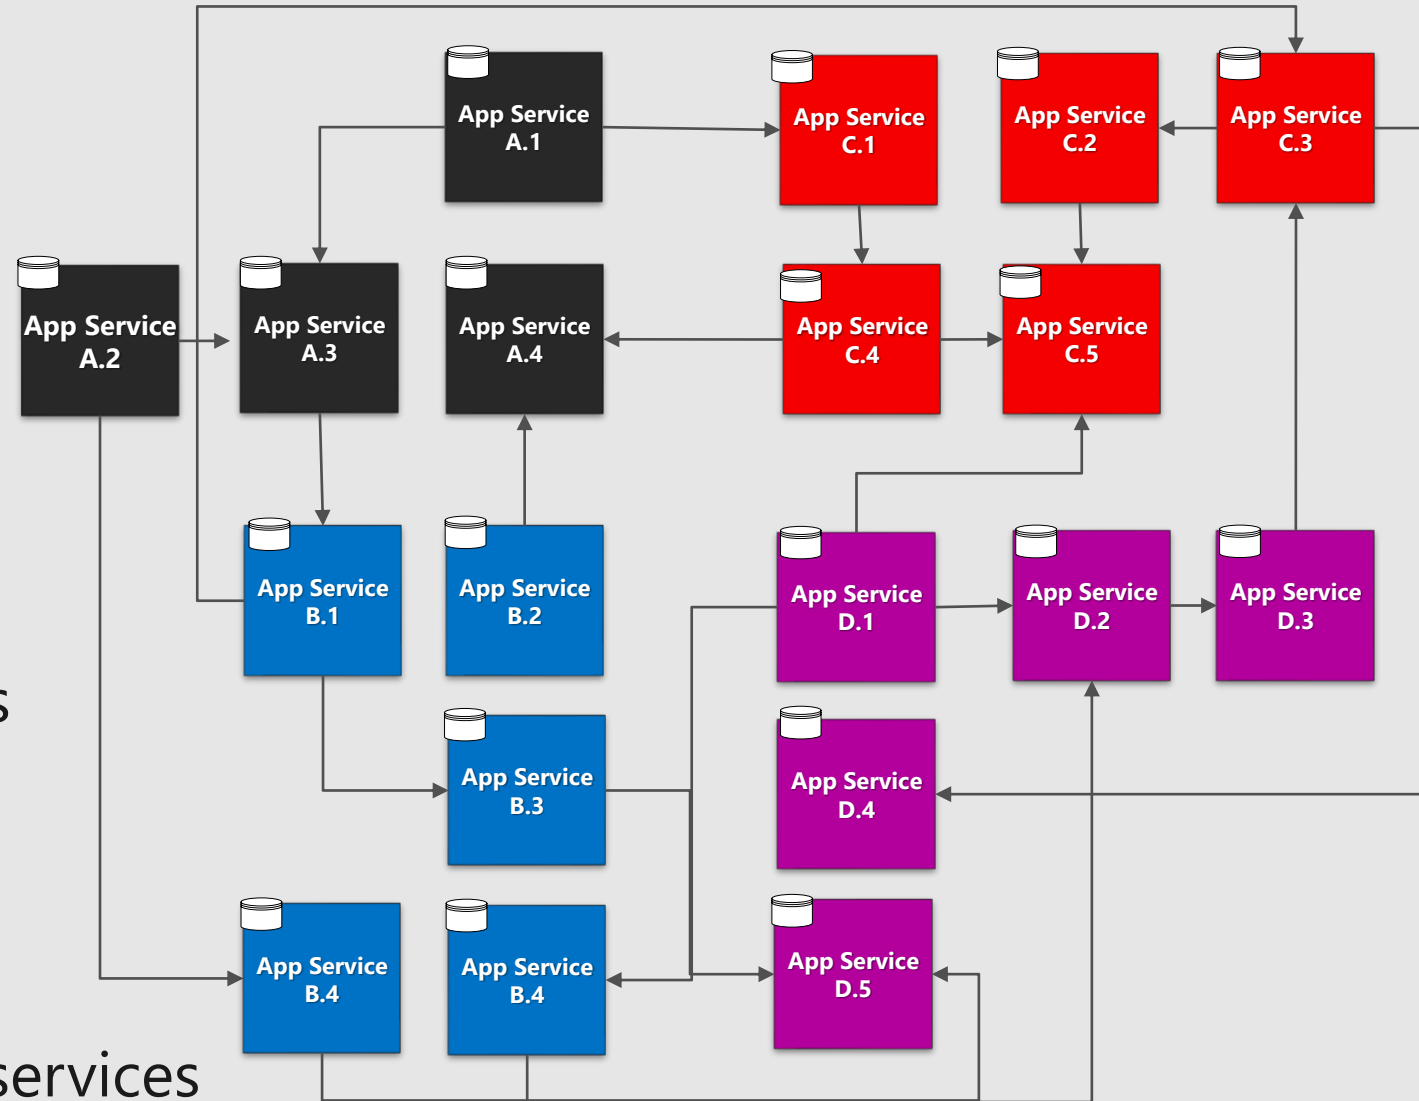 App Service
A.1
App Service
C.1
App Service
C.2
App Service
C.3
App Service
A.2
App Service
A.3
App Service
A.4
App Service
C.4
App Service
C.5
App Service
B.1
App Service
B.2
App Service
D.1
App Service
D.2
App Service
D.3
s
App Service
B.3
App Service
D.4
App Service
B.4
App Service
B.4
App Service
D.5
services